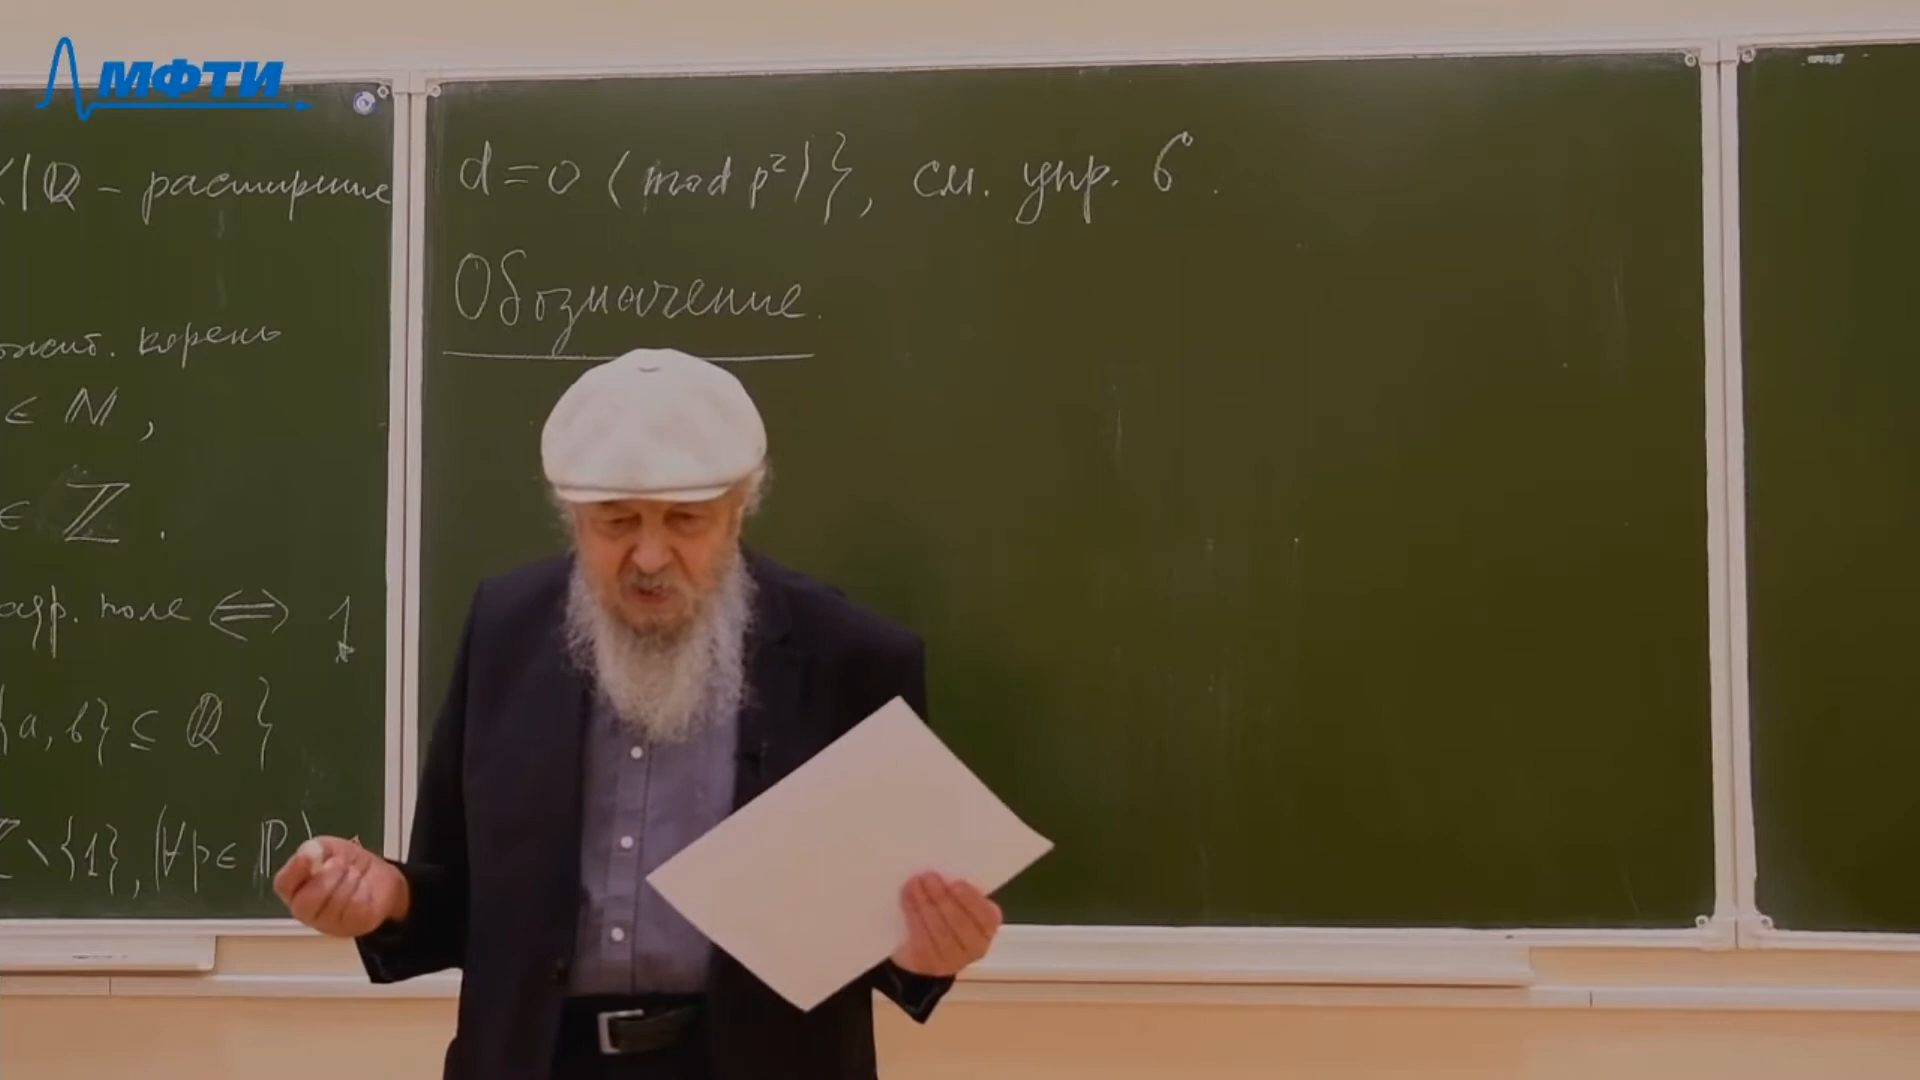 МФТИ
|ℚ - расширение
. корень
∈ ℕ ,
∈ ℤ .
поле ⟺
{a, b} ⊆ ℚ }
\ {1}, (∀p ∈ ℙ)
d = 0 (mod p²)}, см. упр. 6.
Обозначение.